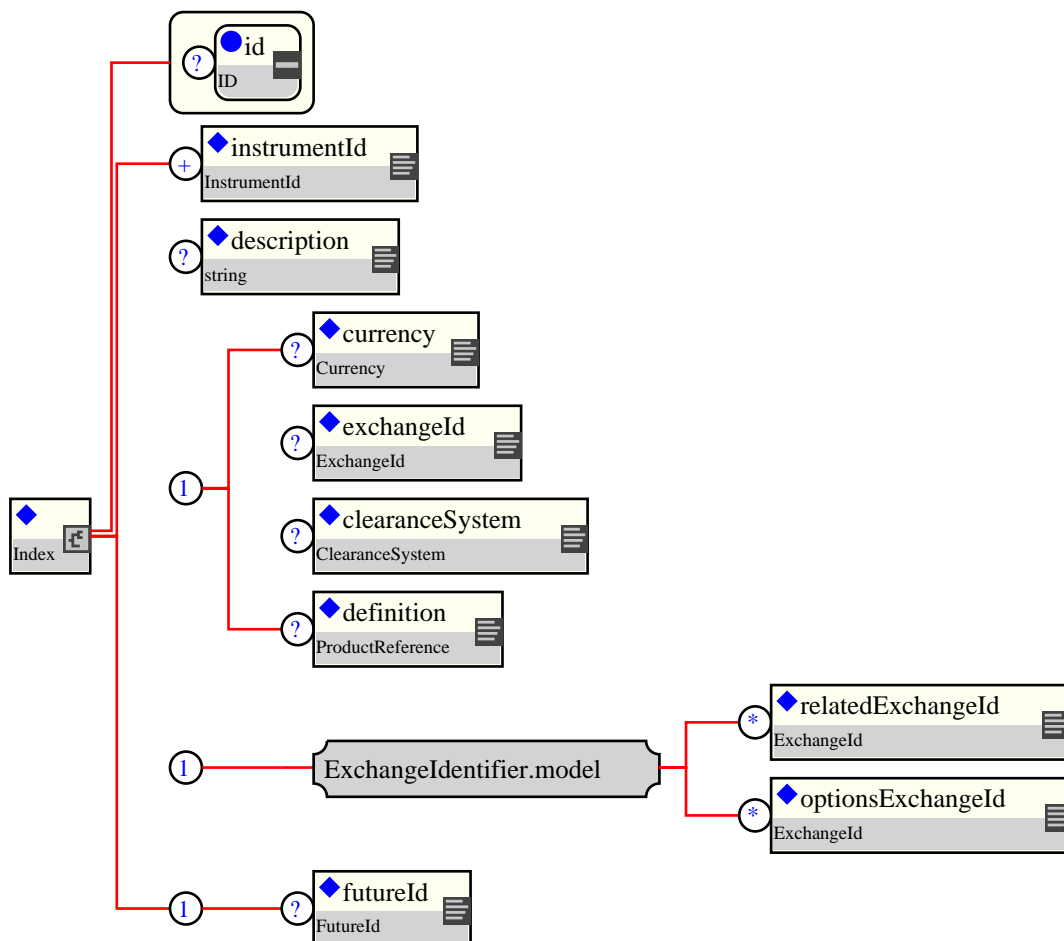 ?
id
ID
+
instrumentId
InstrumentId
?
description
string
?
currency
Currency
?
exchangeId
ExchangeId
1
?
clearanceSystem
ClearanceSystem
Index
?
definition
ProductReference
*
relatedExchangeId
ExchangeId
1
ExchangeIdentifier.model
*
optionsExchangeId
ExchangeId
1
?
futureId
FutureId